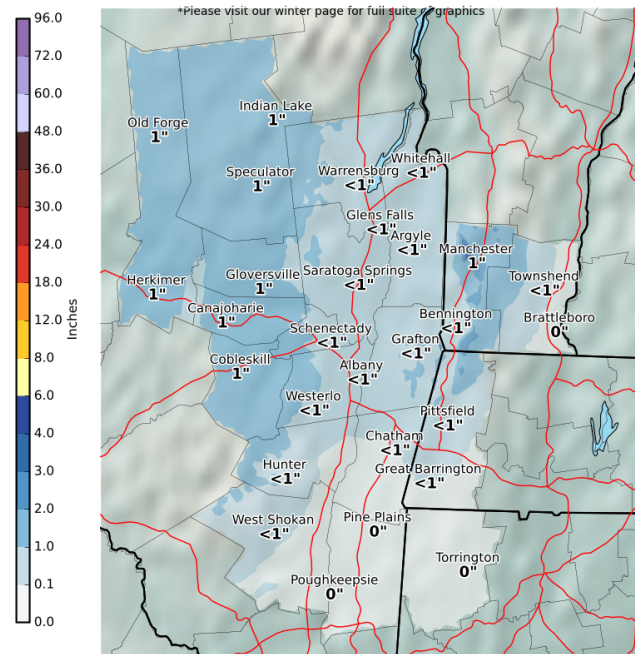 *Please visit our winter page for full suite of graphics
96.0
72.0
60.0
48.0
36.0
30.0
24.0
18.0
12.0
8.0
6.0
4.0
3.0
2.0
1.0
0.1
0.0
Inches
Old Forge
1"
Indian Lake
1"
Speculator
1"
Warrensburg
<1"
Whitehall
<1"
Glens Falls
<1"
Argyle
<1"
Manchester
1"
Herkimer
1"
Gloversville
1"
Saratoga Springs
<1"
Townshend
<1"
Canajoharie
1"
Schenectady
<1"
Bennington
<1"
Brattleboro
0"
Grafton
<1"
Cobleskill
1"
Albany
<1"
Westerlo
<1"
Pittsfield
<1"
Chatham
<1"
Hunter
<1"
Great Barrington
<1"
West Shokan
<1"
Pine Plains
0"
Torrington
0"
Poughkeepsie
0"